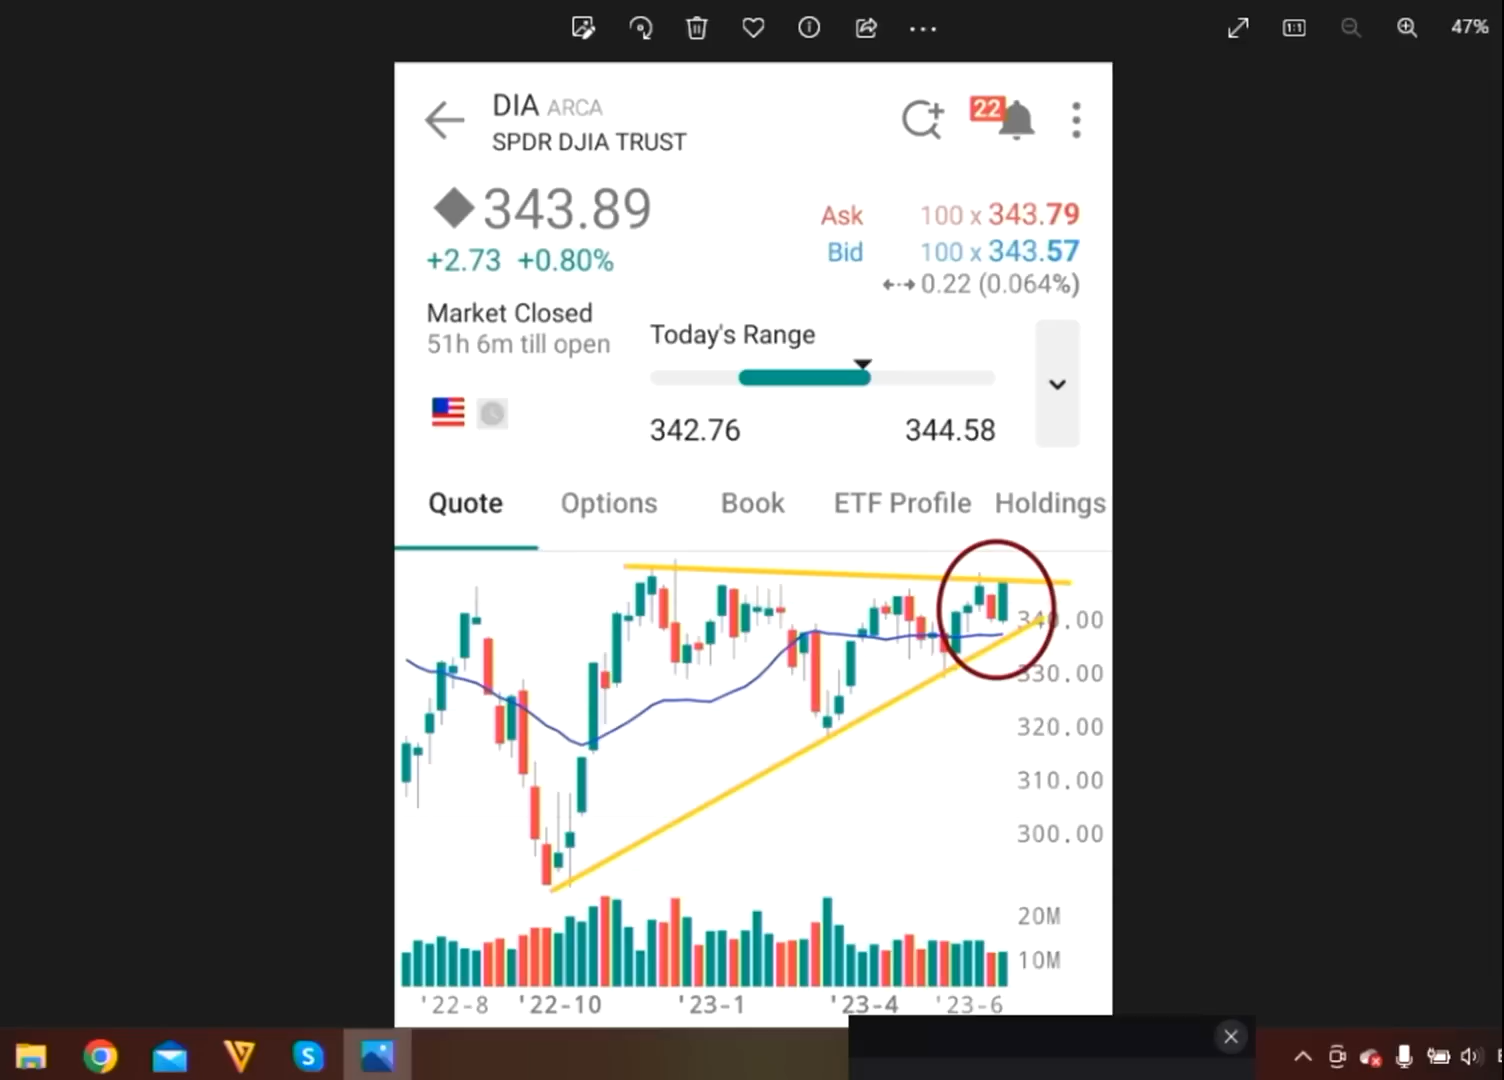 47%
DIA ARCA
SPDR DJIA TRUST
22
343.89
+2.73 +0.80%
Ask 100 x 343.79
Bid 100 x 343.57
0.22 (0.064%)
Market Closed
51h 6m till open
Today's Range
342.76 344.58
Quote Options Book ETF Profile Holdings
340.00
330.00
320.00
310.00
300.00
20M
10M
'22-8 '22-10 '23-1 '23-4 '23-6